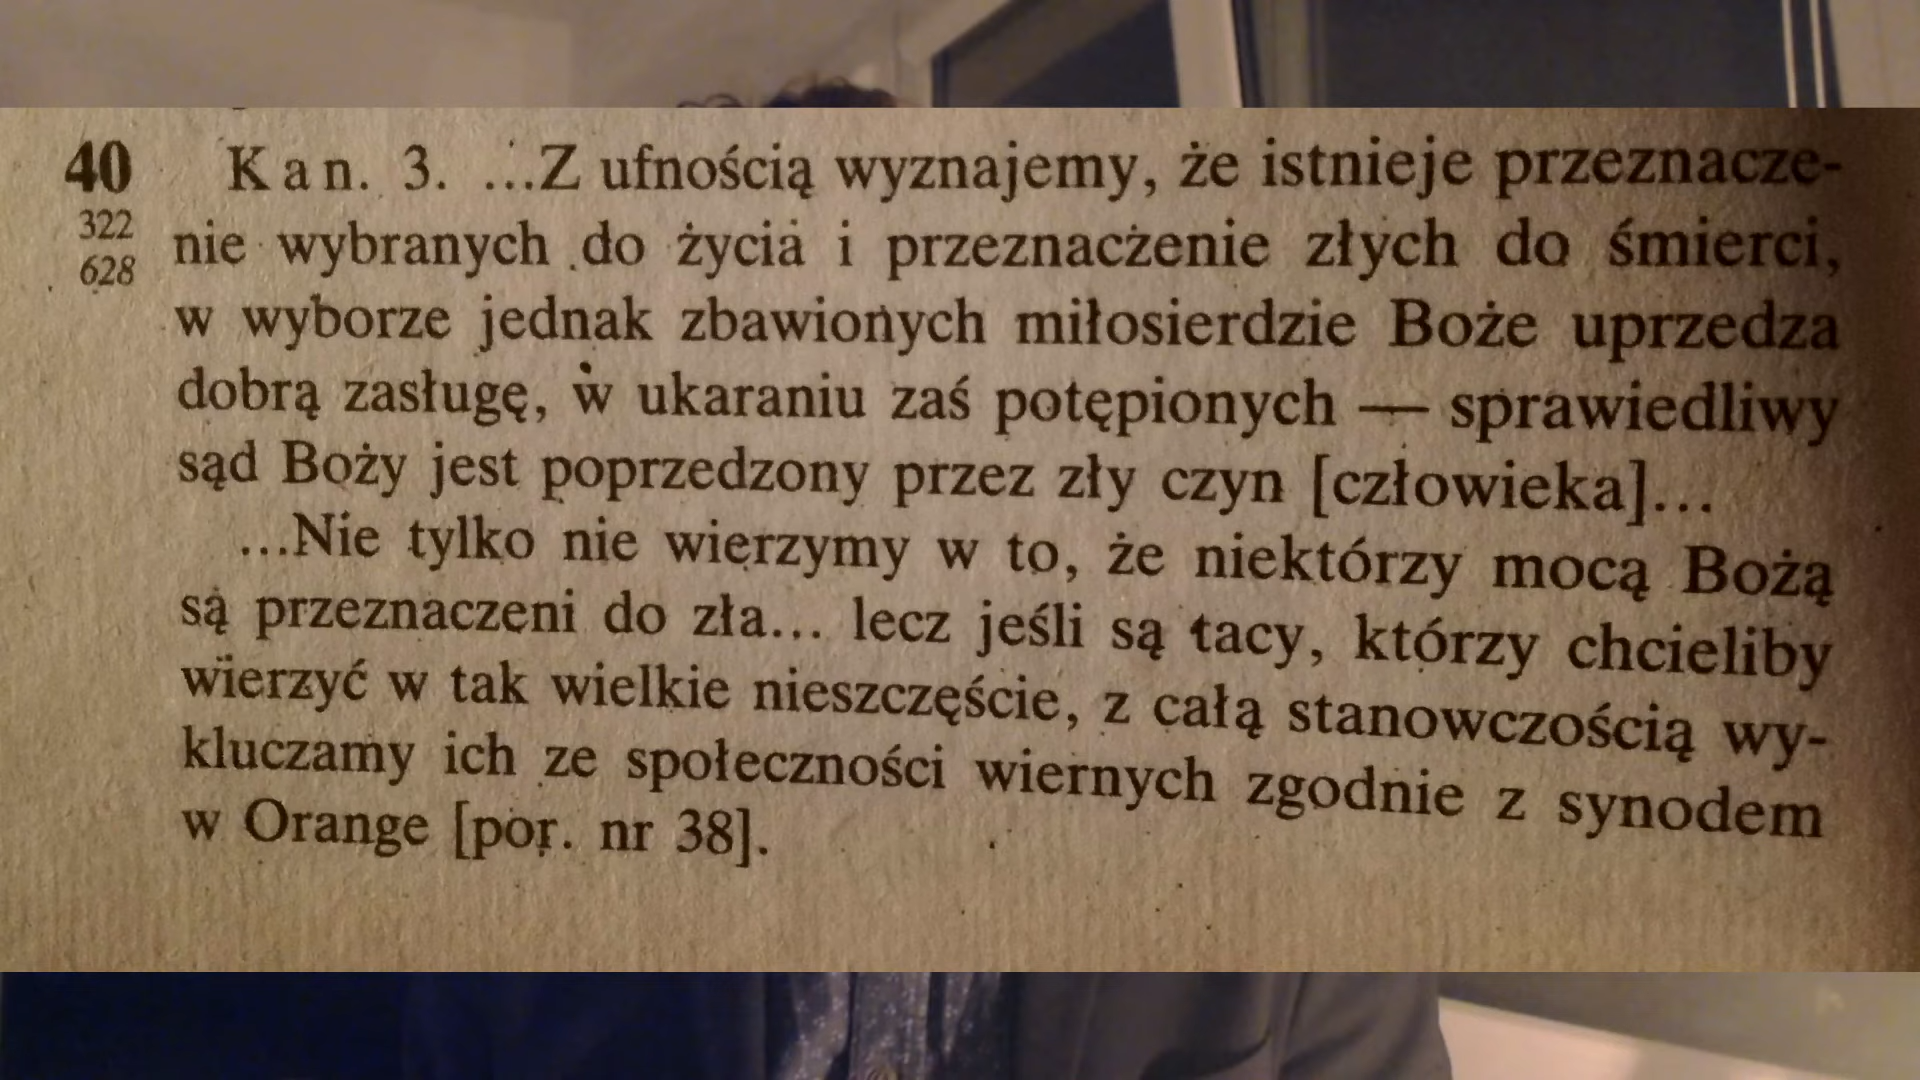 40 Kan. 3. ...Z ufnością wyznajemy, że istnieje przeznacze-
322 nie wybranych do życia i przeznaczenie złych do śmierci,
628
w wyborze jednak zbawionych miłosierdzie Boże uprzedza
dobrą zasługę, w ukaraniu zaś potępionych — sprawiedliwy
sąd Boży jest poprzedzony przez zły czyn [człowieka]...
...Nie tylko nie wierzymy w to, że niektórzy mocą Bożą
są przeznaczeni do zła... lecz jeśli są tacy, którzy chcieliby
wierzyć w tak wielkie nieszczęście, z całą stanowczością wy-
kluczamy ich ze społeczności wiernych zgodnie z synodem
w Orange [por. nr 38].